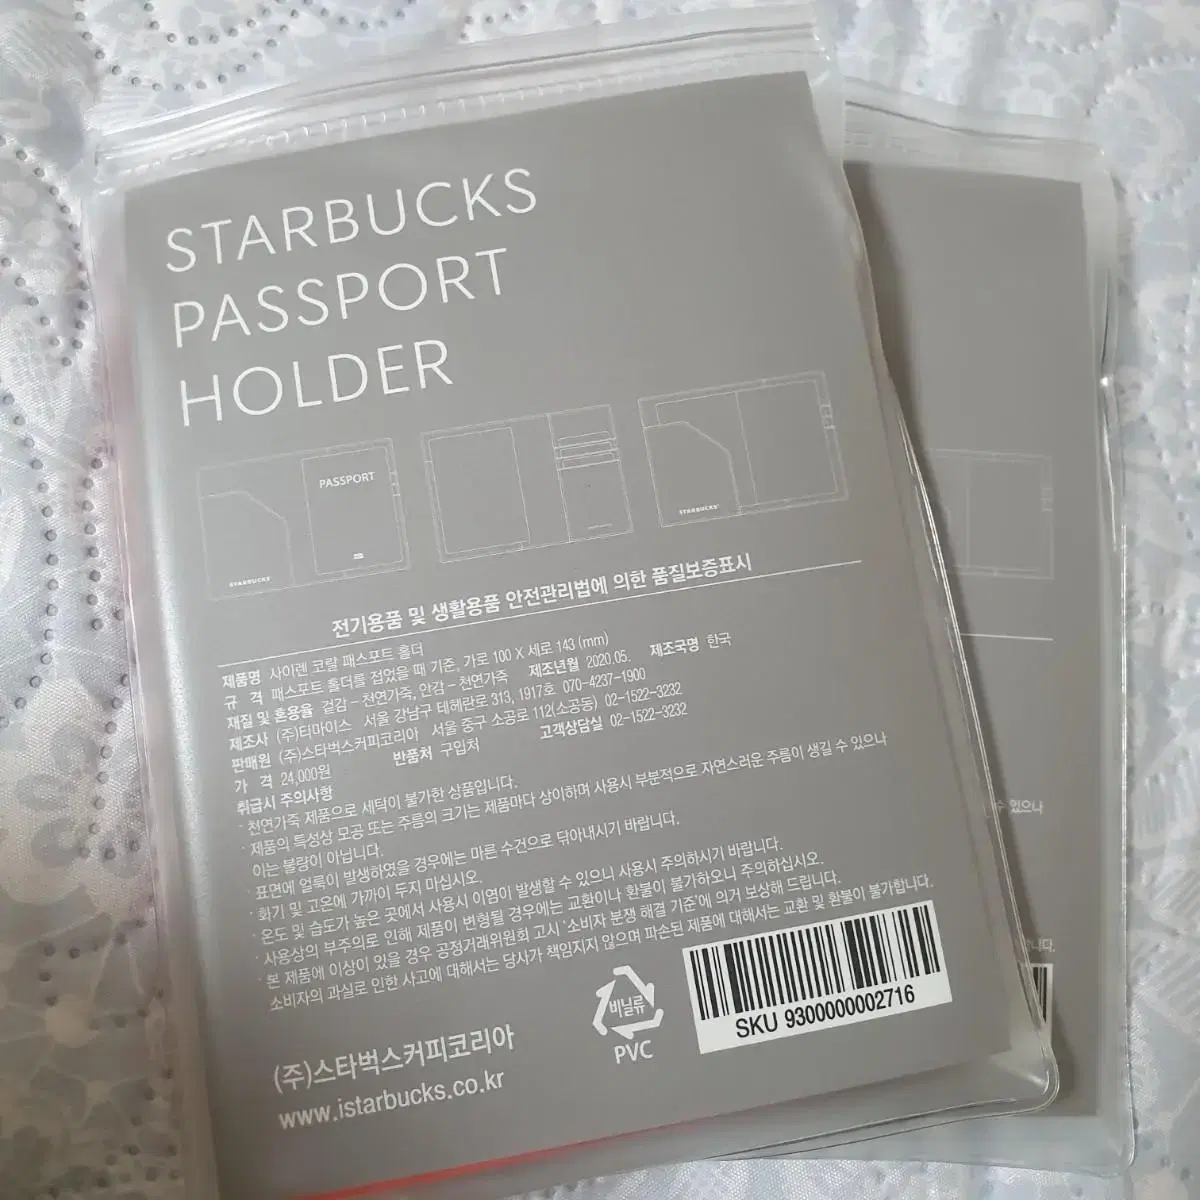 STARBUCKS
PASSPORT
HOLDER
PASSPORT
STARBUCKS
STARBUCKS
전기용품 및 생활용품 안전관리법에 의한 품질보증표시
제품명 사이렌 코랄 패스포트 홀더
규 격 패스포트 홀더를 접었을 때 기준, 가로 100 X 세로 143 (mm)
재질 및 혼용율 겉감 - 천연가죽, 안감 - 천연가죽 제조년월 2020.05. 제조국명 한국
제조사 (주)티마이스 서울 강남구 테헤란로 313, 1917호 070-4237-1900
판매원 (주)스타벅스커피코리아 서울 중구 소공로 112(소공동) 02-1522-3232
가 격 24,000원 반품처 구입처 고객상담실 02-1522-3232
취급시 주의사항
· 천연가죽 제품으로 세탁이 불가한 상품입니다.
· 제품의 특성상 모공 또는 주름의 크기는 제품마다 상이하며 사용시 부분적으로 자연스러운 주름이 생길 수 있으나
이는 불량이 아닙니다.
· 표면에 얼룩이 발생하였을 경우에는 마른 수건으로 닦아내시기 바랍니다.
· 화기 및 고온에 가까이 두지 마십시오.
· 온도 및 습도가 높은 곳에서 사용시 이염이 발생할 수 있으니 사용시 주의하시기 바랍니다.
· 사용상의 부주의로 인해 제품이 변형될 경우에는 교환이나 환불이 불가하오니 주의하십시오.
· 본 제품에 이상이 있을 경우 공정거래위원회 고시 '소비자 분쟁 해결 기준'에 의거 보상해 드립니다.
소비자의 과실로 인한 사고에 대해서는 당사가 책임지지 않으며 파손된 제품에 대해서는 교환 및 환불이 불가합니다.
비닐류
PVC
SKU 9300000002716
(주)스타벅스커피코리아
www.istarbucks.co.kr
수 있으나